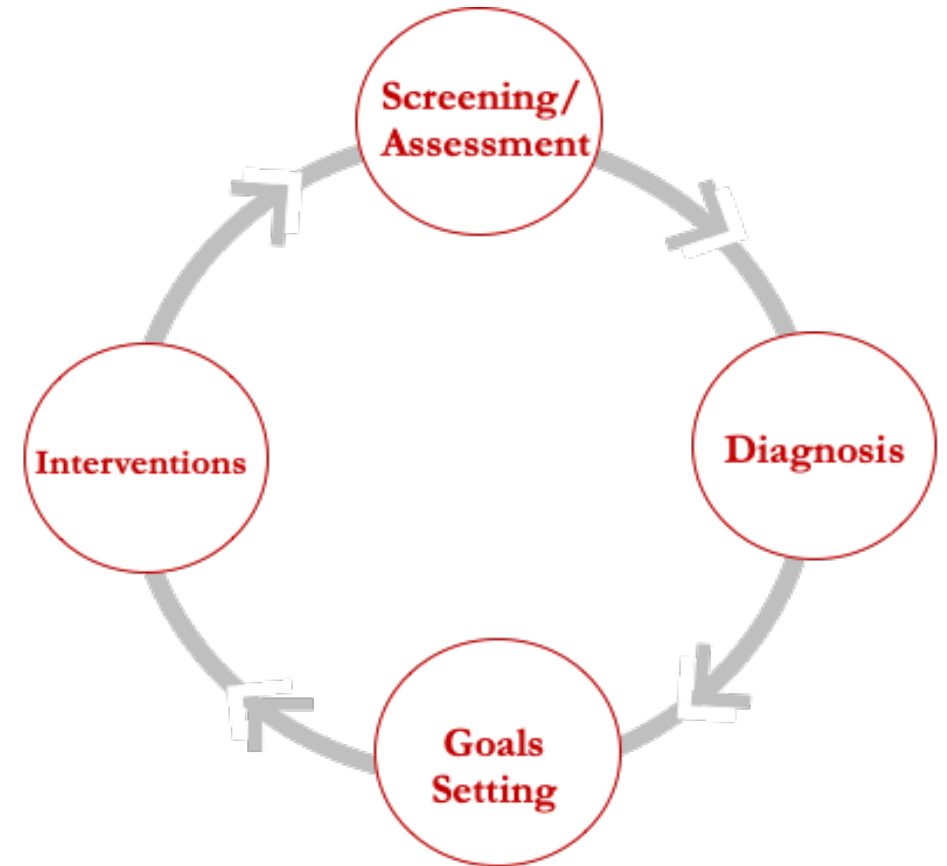 Screening/
Assessment
Diagnosis
Goals
Setting
Interventions